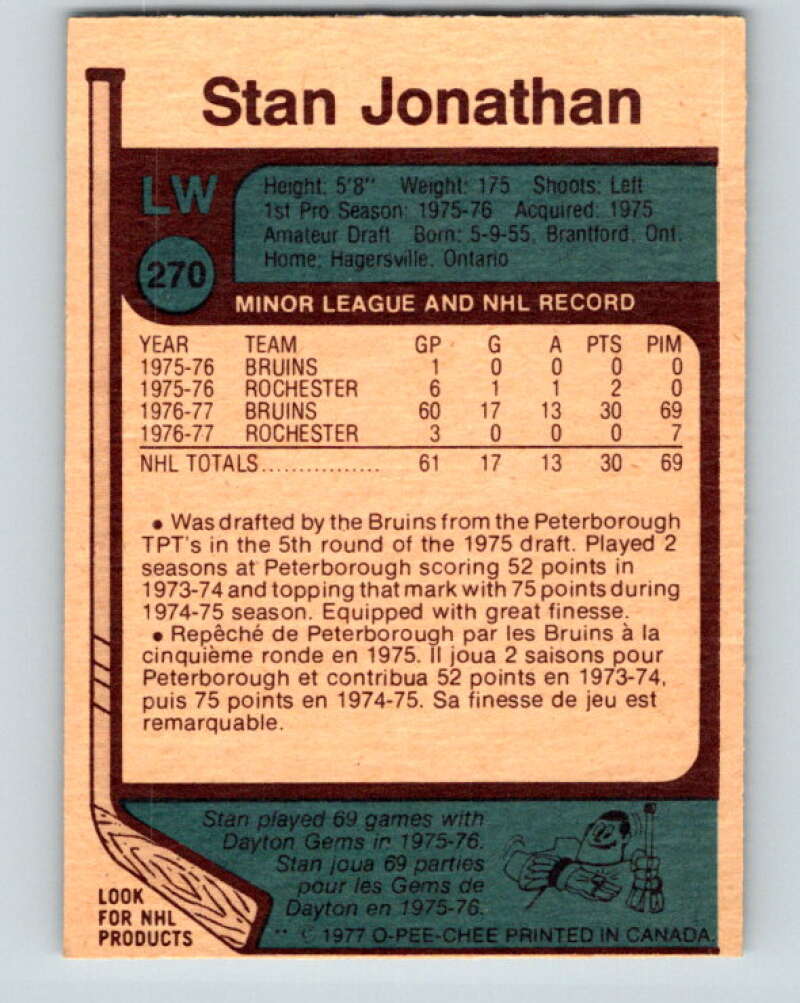 Stan Jonathan
LW
270
Height: 5'8" Weight: 175 Shoots: Left
1st Pro Season: 1975-76 Acquired: 1975
Amateur Draft Born: 5-9-55, Brantford, Ont.
Home: Hagersville, Ontario
MINOR LEAGUE AND NHL RECORD
YEAR TEAM GP G A PTS PIM
1975-76 BRUINS 1 0 0 0 0
1975-76 ROCHESTER 6 1 1 2 0
1976-77 BRUINS 60 17 13 30 69
1976-77 ROCHESTER 3 0 0 0 7
NHL TOTALS................ 61 17 13 30 69
• Was drafted by the Bruins from the Peterborough
TPT's in the 5th round of the 1975 draft. Played 2
seasons at Peterborough scoring 52 points in
1973-74 and topping that mark with 75 points during
1974-75 season. Equipped with great finesse.
• Repêché de Peterborough par les Bruins à la
cinquième ronde en 1975. Il joua 2 saisons pour
Peterborough et contribua 52 points en 1973-74,
puis 75 points en 1974-75. Sa finesse de jeu est
remarquable.
Stan played 69 games with
Dayton Gems in 1975-76.
Stan joua 69 parties
pour les Gems de
Dayton en 1975-76.
LOOK
FOR NHL
PRODUCTS
** © 1977 O-PEE-CHEE PRINTED IN CANADA.